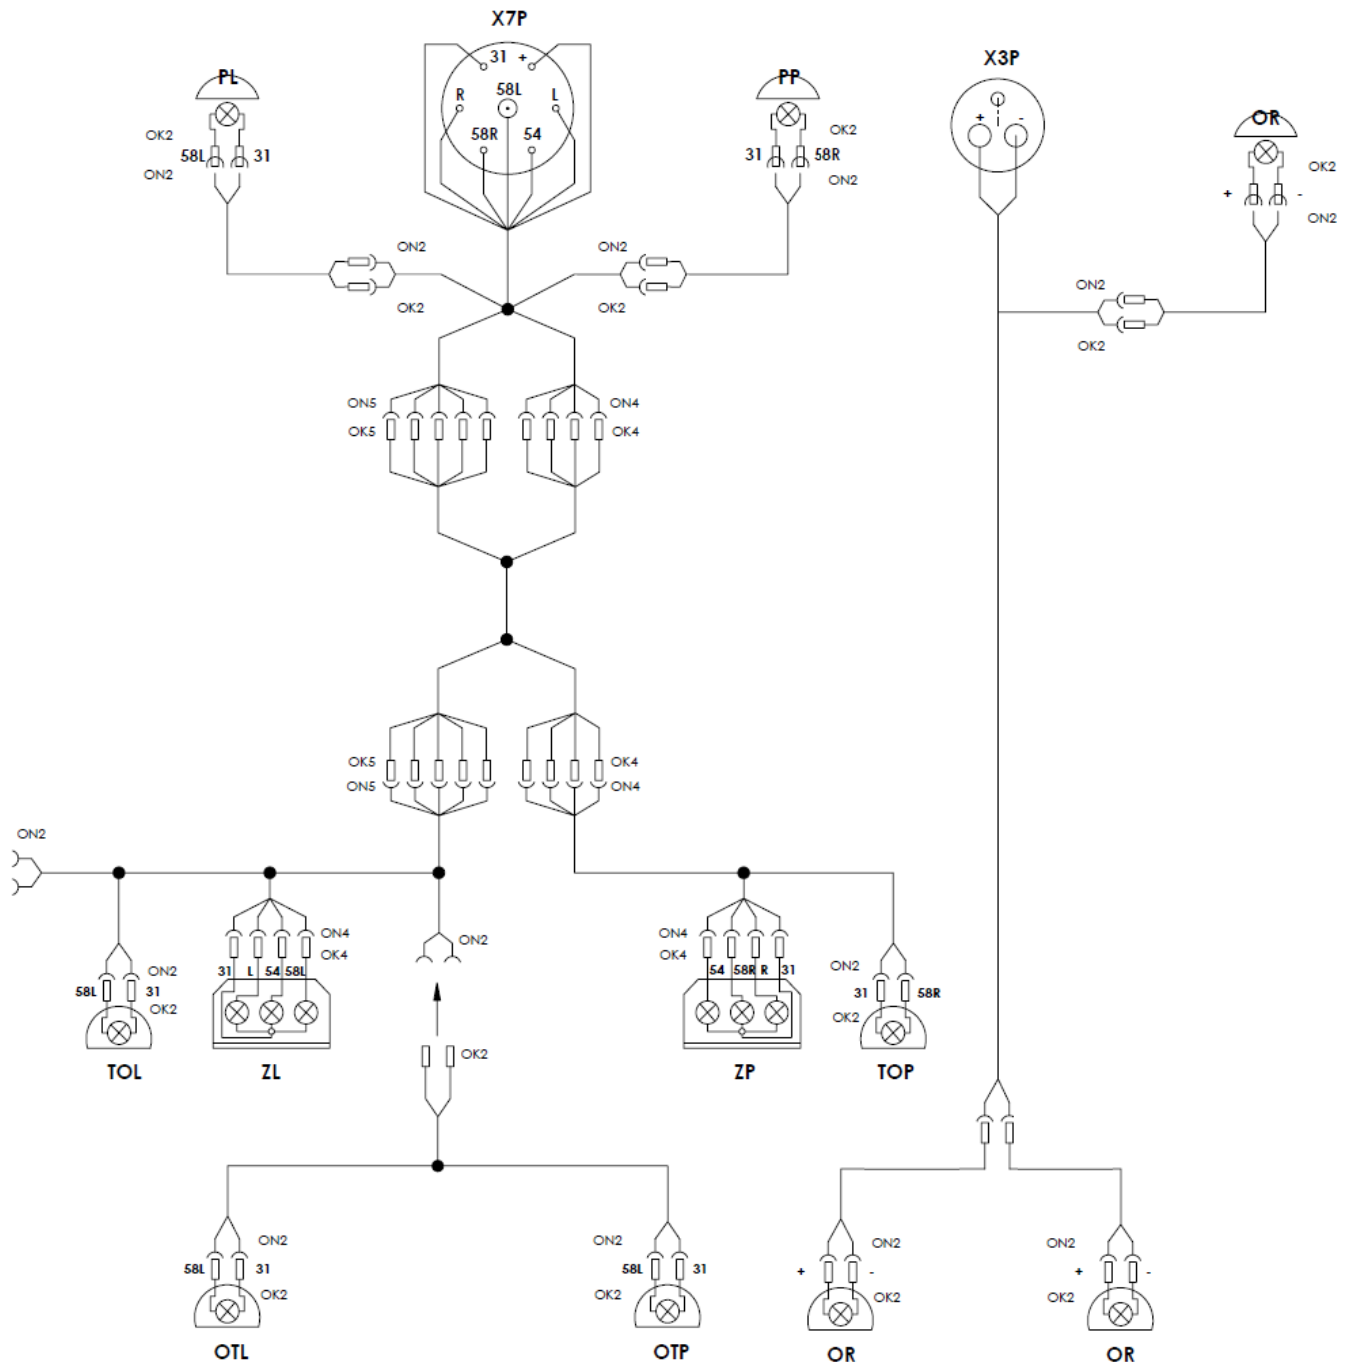 X7P
X3P
PL
31 +
PP
R 58L L
OR
58R 54
+ -
OK2
58L 31
ON2
OK2
31 58R
ON2
OK2
+ -
ON2
ON2
OK2
ON2
OK2
ON2
OK2
ON5
OK5
ON4
OK4
OK5
ON5
OK4
ON4
ON2
ON2
58L 31
OK2
TOL
ON4
OK4
31 L 54 58L
ZL
ON2
OK2
ON4
OK4
54 58R R 31
ZP
ON2
31 58R
OK2
TOP
ON2
58L 31
OK2
OTL
ON2
58L 31
OK2
OTP
ON2
+ -
OK2
OR
ON2
+ -
OK2
OR